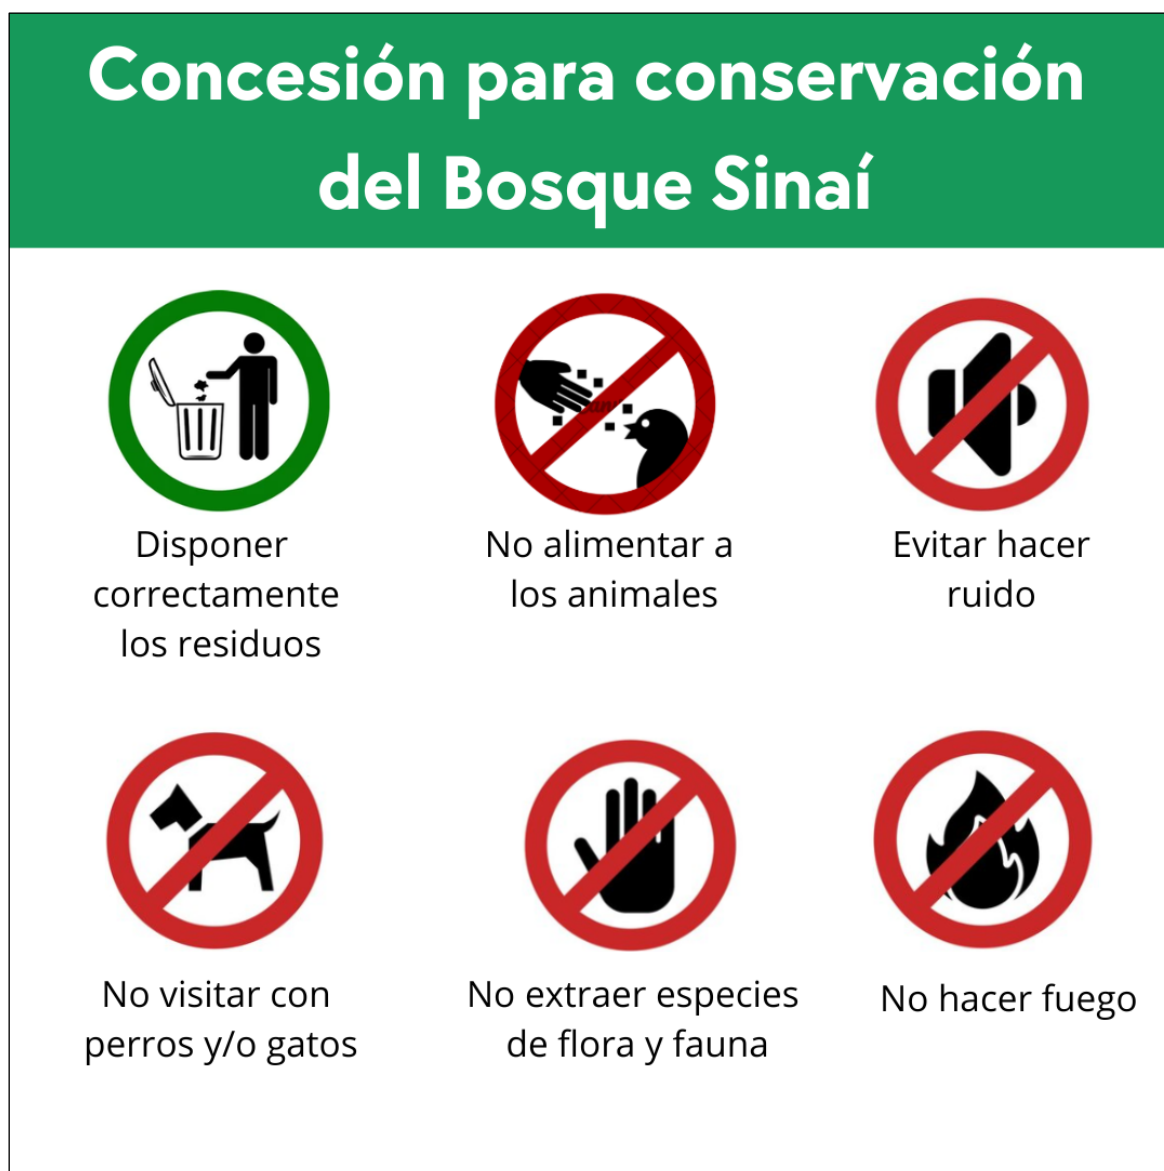 Concesión para conservación
del Bosque Sinaí
Disponer
correctamente
los residuos
No alimentar a
los animales
Evitar hacer
ruido
No visitar con
perros y/o gatos
No extraer especies
de flora y fauna
No hacer fuego